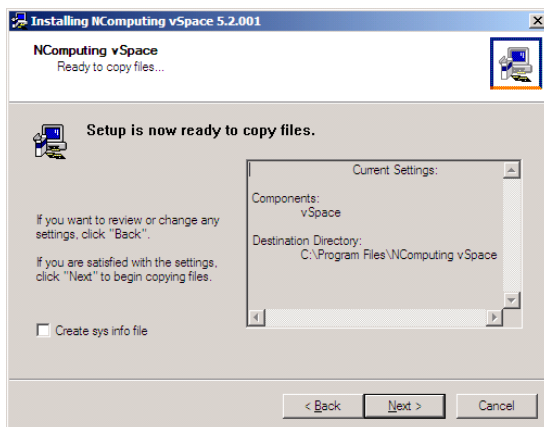 Installing NComputing vSpace 5.2.001
NComputing vSpace
Ready to copy files...
Setup is now ready to copy files.
Current Settings:
Components:
vSpace
Destination Directory:
C:\Program Files\NComputing vSpace
If you want to review or change any
settings, click "Back".
If you are satisfied with the settings,
click "Next" to begin copying files.
Create sys info file
< Back
Next >
Cancel